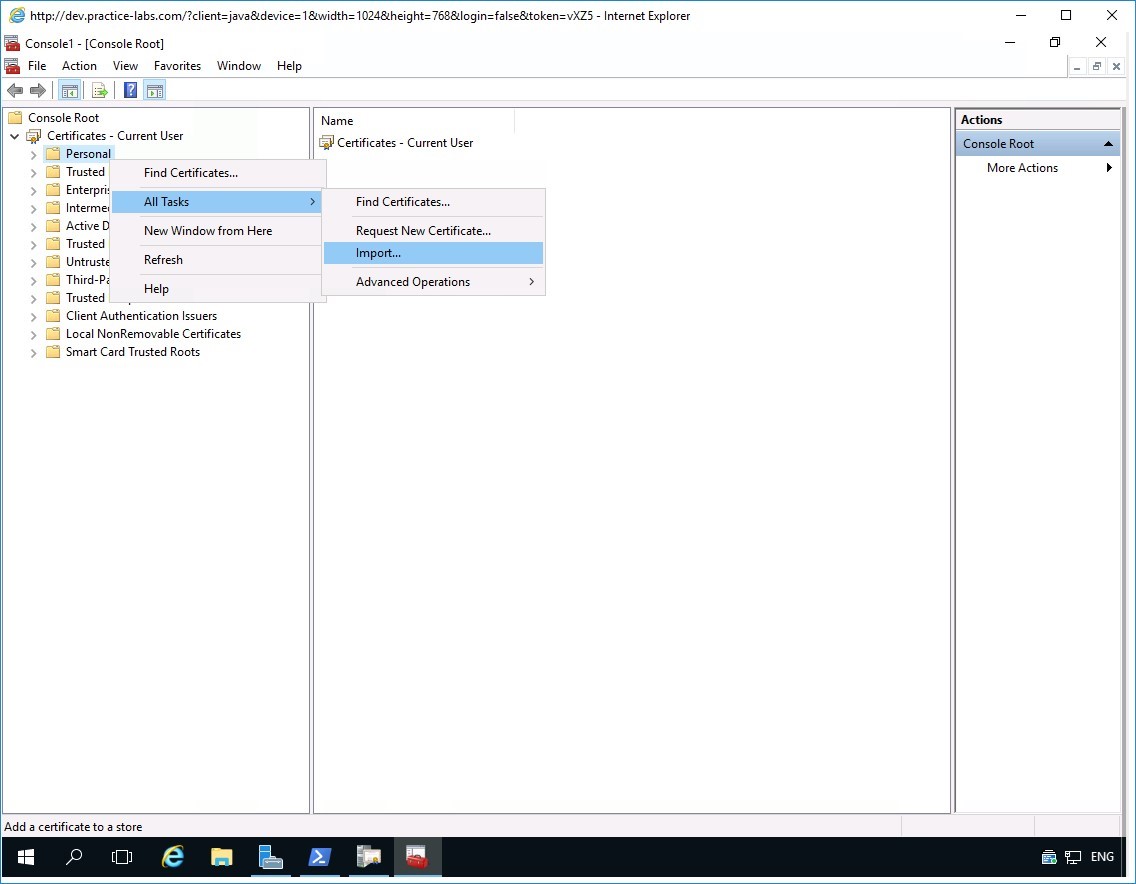 http://dev.practice-labs.com/?client=java&device=1&width=1024&height=768&login=false&token=vXZ5 - Internet Explorer
Console1 - [Console Root]
File Action View Favorites Window Help
Console Root
Certificates - Current User
Personal
Trusted
Enterpris
Intermed
Active D
Trusted
Untruste
Third-Pa
Trusted
Client Authentication Issuers
Local NonRemovable Certificates
Smart Card Trusted Roots
Find Certificates...
All Tasks
New Window from Here
Refresh
Help
Find Certificates...
Request New Certificate...
Import...
Advanced Operations
Name
Certificates - Current User
Actions
Console Root
More Actions
Add a certificate to a store
ENG